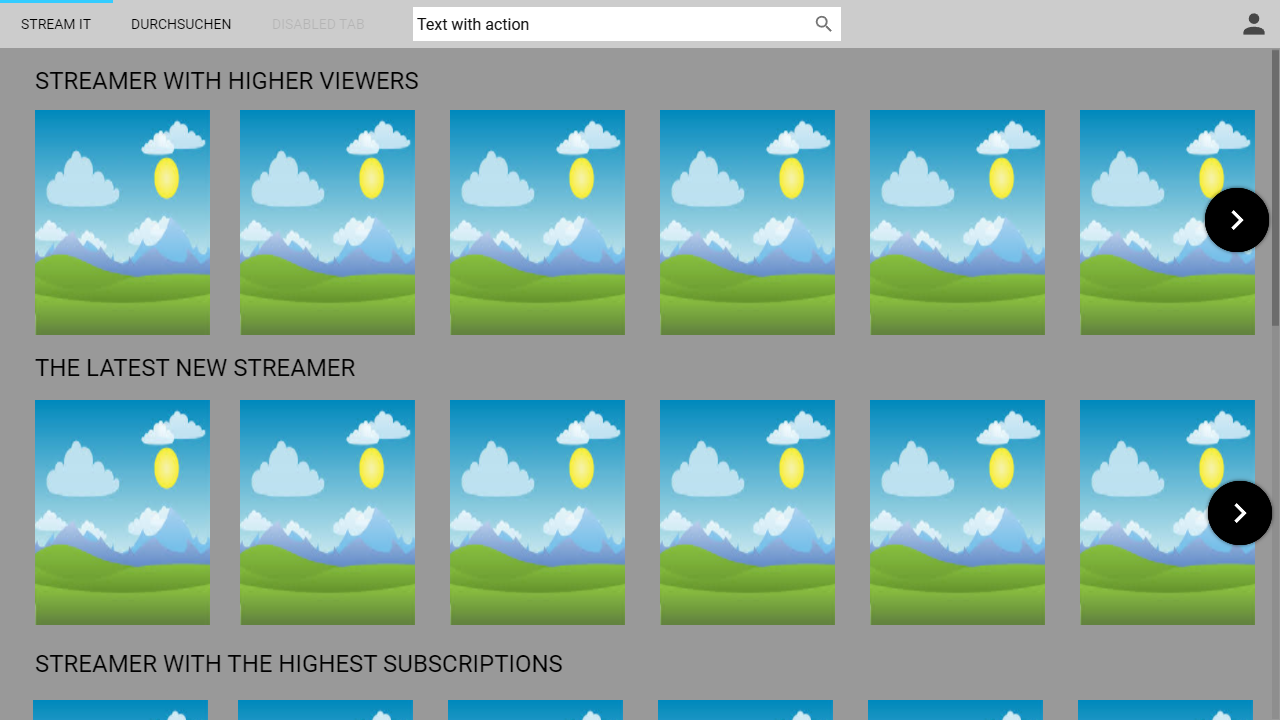 STREAM IT
DURCHSUCHEN
DISABLED TAB
Text with action
STREAMER WITH HIGHER VIEWERS
THE LATEST NEW STREAMER
STREAMER WITH THE HIGHEST SUBSCRIPTIONS